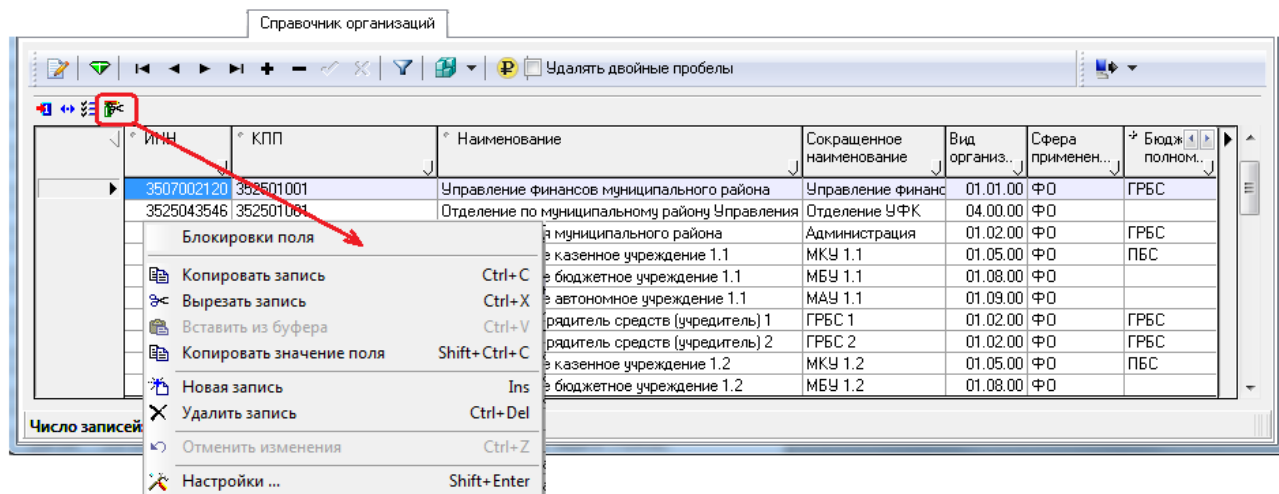 Справочник организаций
Удалять двойные пробелы
ИНН КПП Наименование Сокращенное наименование Вид организ... Сфера применен... Бюдж полном...
3507002120 352501001 Управление финансов муниципального района Управление финанс 01.01.00 ФО ГРБС
3525043546 352501001 Отделение по муниципальному району Управления Отделение УФК 04.00.00 ФО
Блокировки поля
я муниципального района Администрация 01.02.00 ФО ГРБС
е казенное учреждение 1.1 МКУ 1.1 01.05.00 ФО ПБС
Копировать запись Ctrl+C
е бюджетное учреждение 1.1 МБУ 1.1 01.08.00 ФО
Вырезать запись Ctrl+X
е автономное учреждение 1.1 МАУ 1.1 01.09.00 ФО
Вставить из буфера Ctrl+V
рядитель средств (учредитель) 1 ГРБС 1 01.02.00 ФО ГРБС
Копировать значение поля Shift+Ctrl+C
рядитель средств (учредитель) 2 ГРБС 2 01.02.00 ФО ГРБС
е казенное учреждение 1.2 МКУ 1.2 01.05.00 ФО ПБС
Новая запись Ins
е бюджетное учреждение 1.2 МБУ 1.2 01.08.00 ФО
Удалить запись Ctrl+Del
Число записей
Отменить изменения Ctrl+Z
Настройки ... Shift+Enter